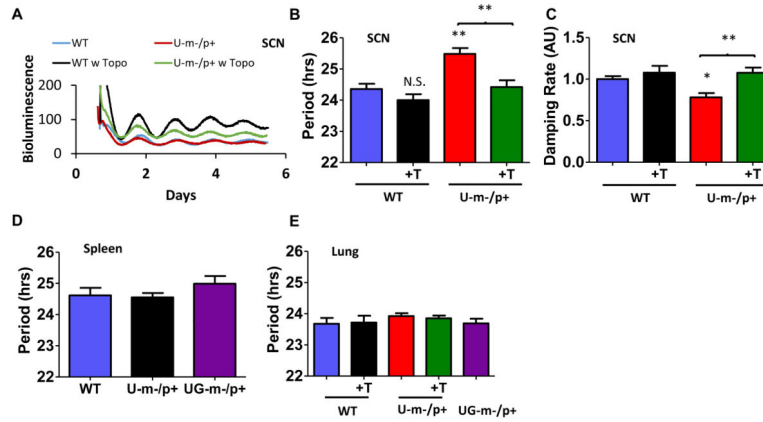 A
WT
U-m-/p+
SCN
WT w Topo
U-m-/p+ w Topo
Bioluminescence
200
100
0
0
2
4
6
Days
B
SCN
**
**
N.S.
Period (hrs)
26
25
24
23
22
+T
+T
WT
U-m-/p+
C
SCN
**
*
Damping Rate (AU)
1.5
1.0
0.5
0.0
+T
+T
WT
U-m-/p+
D
Spleen
Period (hrs)
26
25
24
23
22
WT
U-m-/p+
UG-m-/p+
E
Lung
Period (hrs)
26
25
24
23
22
+T
+T
WT
U-m-/p+
UG-m-/p+